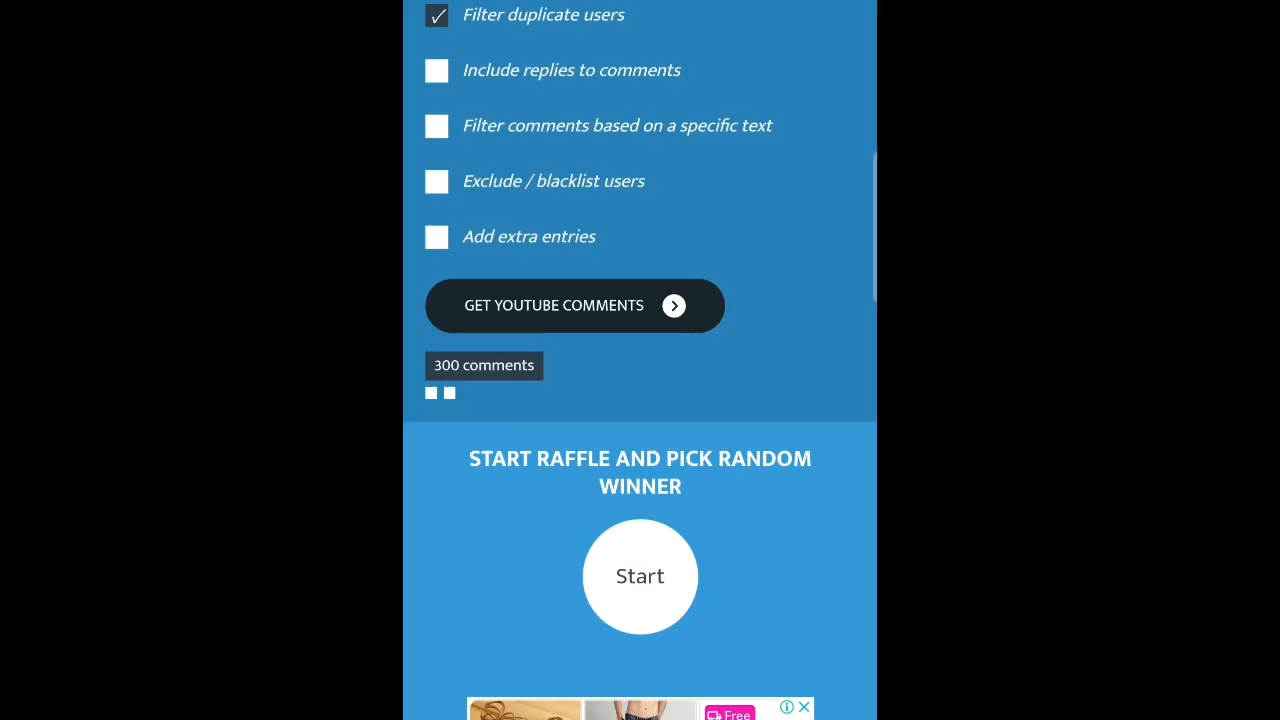 Filter duplicate users
Include replies to comments
Filter comments based on a specific text
Exclude / blacklist users
Add extra entries
GET YOUTUBE COMMENTS
300 comments
START RAFFLE AND PICK RANDOM
WINNER
Start
Free